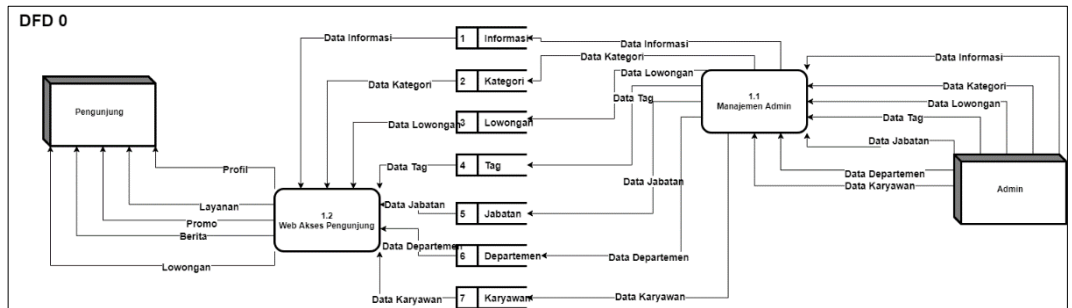 DFD 0
1 Informasi
Data Informasi
Data Informasi
Data Kategori
Data Informasi
2 Kategori
Data Kategori
Data Lowongan
1.1
Manajemen Admin
Data Kategori
Data Tag
Data Lowongan
Pengunjung
3 Lowongan
Data Lowongan
Data Tag
Data Jabatan
4 Tag
Data Tag
Profil
Data Jabatan
Data Departemen
Data Karyawan
Admin
1.2
Web Akses Pengunjung
Layanan
Data Jabatan
5 Jabatan
Promo
Berita
Data Departemen
6 Departemen
Data Departemen
Lowongan
Data Karyawan
7 Karyawan
Data Karyawan